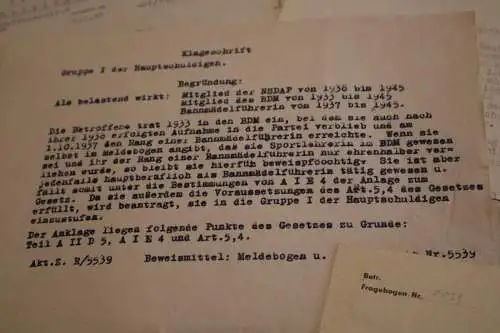 Klageschrift
Gruppe I der Hauptschuldigen.
Begründung:
Als belastend wirkt: Mitglied der NSDAP von 1938 bis 1945
Mitglied des BDM von 1933 bis 1945
Bannmädelführerin von 1937 bis 1945.
Die Betroffene trat 1933 in den BDM ein, bei dem sie auch nach
ihrer 1938 erfolgten Aufnahme in die Partei verblieb und am
1.10.1937 den Rang einer Bannmädelführerin erreichte. Wenn sie
selbst im Meldebogen angibt, das sie Sportlehrerin im BDM gewesen
sei und ihr der Rang einer Bannmädelführerin nur ehrenhalber ver-
liehen wurde, so bleibt sie hierfür beweispflichtig. Sie ist aber
jedenfalls hauptberuflich als Bannmädelführerin tätig gewesen u.
fällt somit unter die Bestimmungen von A I E 4 der Anlage zum
Gesetz. Da sie außerdem die Voraussetzungen des Art.5,4 des Gesetzes
erfüllt, wird beantragt, sie in die Gruppe I der Hauptschuldigen
einzustufen.
Der Anklage liegen folgende Punkte des Gesetzes zu Grunde:
Teil A II D 5, A I E 4 und Art.5,4.
Akt.Z. R/5539 Beweismittel: Meldebogen u. Nr.5539
Betr.
Fragebogen Nr.